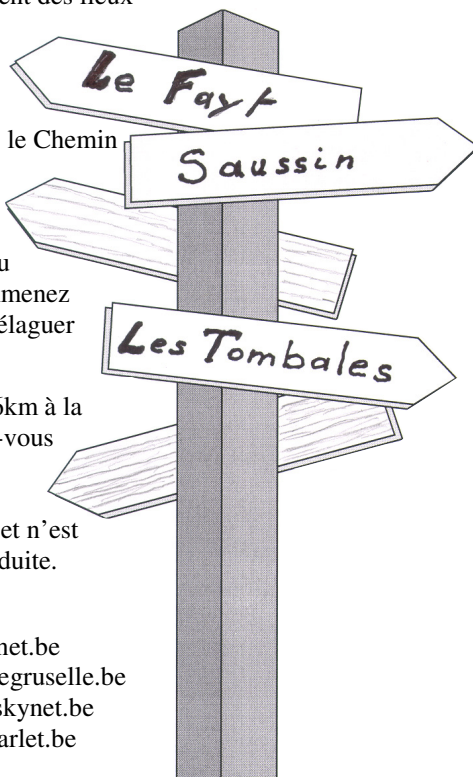 ent des lieux
Le Fayt
le Chemin
Saussin
menez
élaguer
Les Tombales
km à la
-vous
et n'est
duite.
net.be
egruselle.be
skynet.be
arlet.be